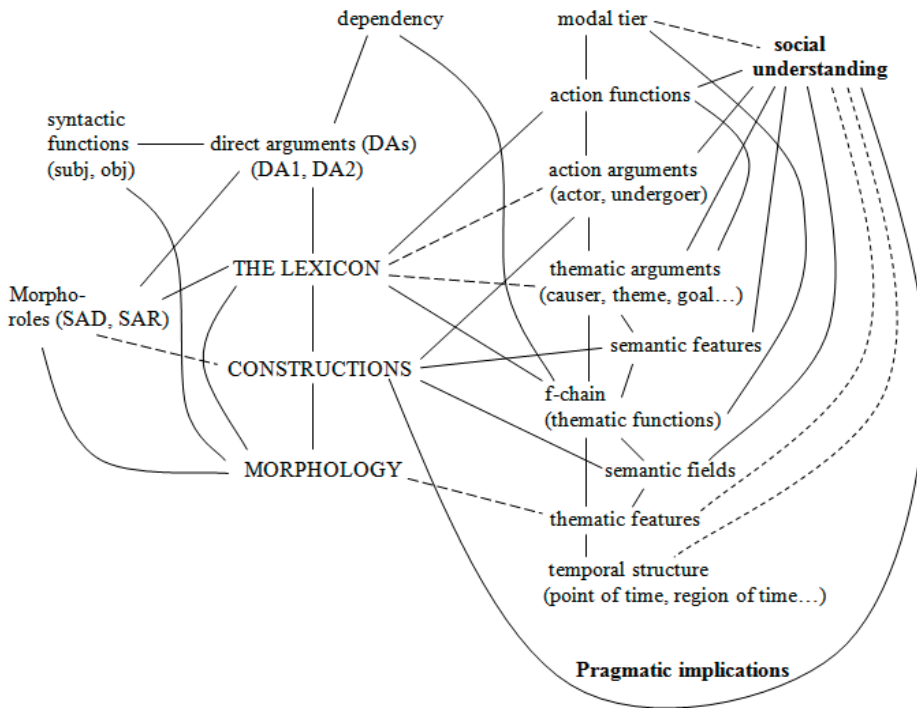 dependency
modal tier
social
understanding
action functions
syntactic
functions
(subj, obj)
direct arguments (DAs)
(DA1, DA2)
action arguments
(actor, undergoer)
THE LEXICON
thematic arguments
(causer, theme, goal…)
Morpho-
roles (SAD, SAR)
semantic features
CONSTRUCTIONS
f-chain
(thematic functions)
MORPHOLOGY
semantic fields
thematic features
temporal structure
(point of time, region of time…)
Pragmatic implications